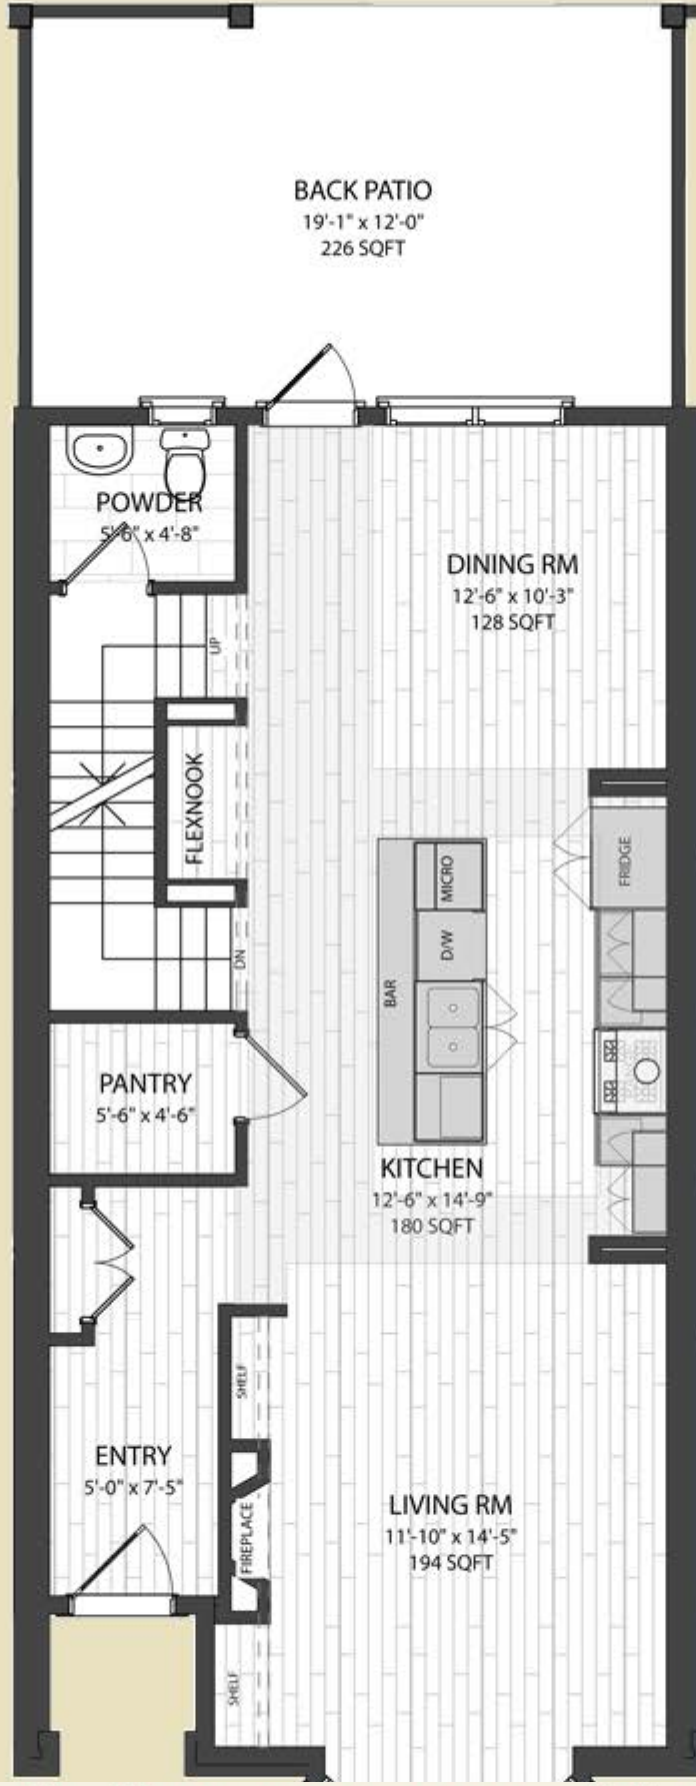 BACK PATIO
19'-1" x 12'-0"
226 SQFT
POWDER
5'-6" x 4'-8"
DINING RM
12'-6" x 10'-3"
128 SQFT
UP
FLEXNOOK
FRIDGE
MICRO
D/W
BAR
DN
PANTRY
5'-6" x 4'-6"
KITCHEN
12'-6" x 14'-9"
180 SQFT
SHELF
ENTRY
5'-0" x 7'-5"
FIREPLACE
LIVING RM
11'-10" x 14'-5"
194 SQFT
SHELF